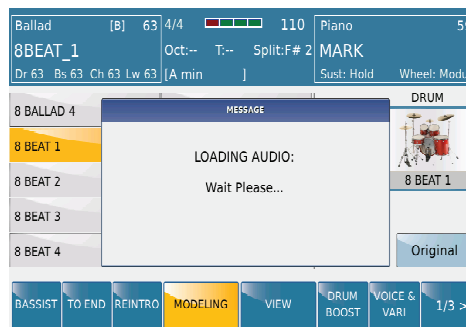 Ballad [B] 63 4/4 110 Piano
8BEAT_1 Oct:-- T:-- Split:F# 2 MARK
Dr 63 Bs 63 Ch 63 Lw 63 [A min ] Sust: Hold Wheel:
DRUM
8 BALLAD 4
MESSAGE
8 BEAT 1
LOADING AUDIO:
Wait Please...
8 BEAT 1
8 BEAT 2
8 BEAT 3
8 BEAT 4
Original
BASSIST TO END REINTRO MODELING VIEW DRUM BOOST VOICE & VARI 1/3 >